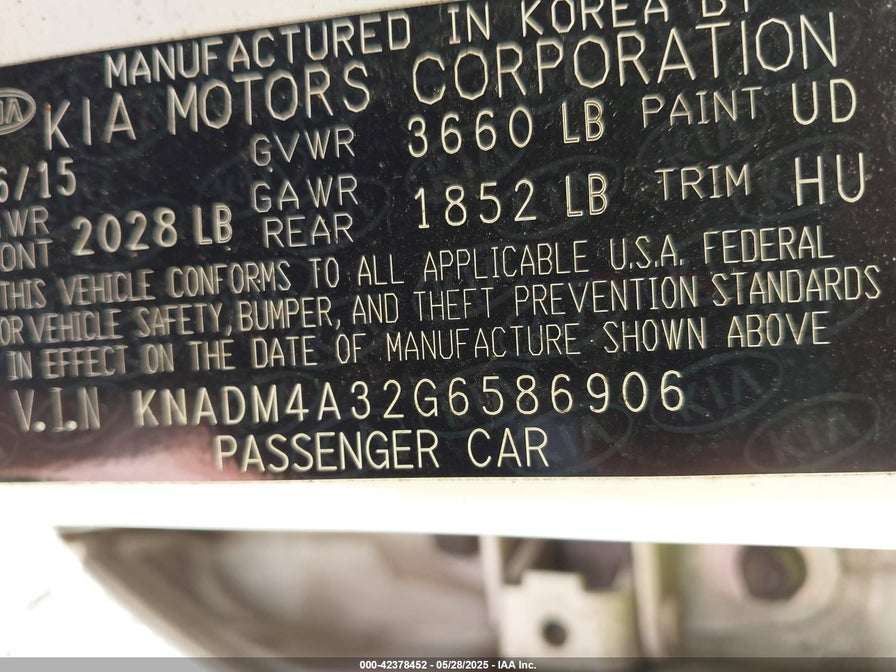 MANUFACTURED IN KOREA BY
KIA KIA MOTORS CORPORATION
6/15 GVWR 3660 LB PAINT UD
2028 LB GAWR REAR 1852 LB TRIM HU
THIS VEHICLE CONFORMS TO ALL APPLICABLE U.S.A. FEDERAL
VEHICLE SAFETY, BUMPER, AND THEFT PREVENTION STANDARDS
IN EFFECT ON THE DATE OF MANUFACTURE SHOWN ABOVE
V.I.N KNADM4A32G6586906
PASSENGER CAR
000-42378452 - 05/28/2025 - IAA Inc.